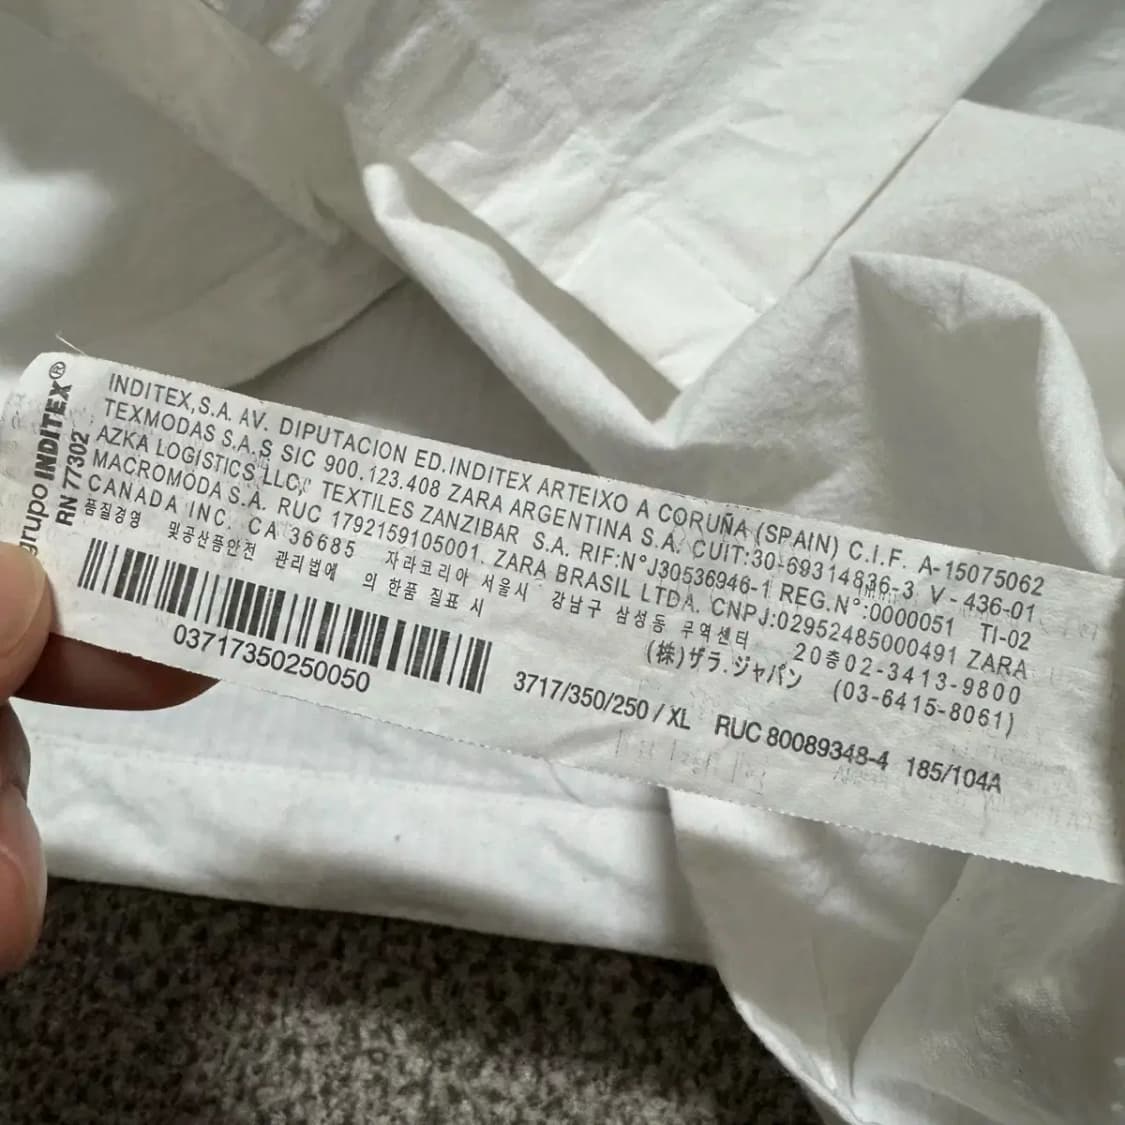 grupo INDITEX®
RN 77302
INDITEX,S.A. AV. DIPUTACION ED.INDITEX ARTEIXO A CORUÑA (SPAIN) C.I.F. A-15075062
TEXMODAS S.A.S SIC 900.123.408 ZARA ARGENTINA S.A. CUIT:30-69314836-3 V-436-01
AZKA LOGISTICS LLC, TEXTILES ZANZIBAR S.A. RIF:N°J30536946-1 REG.N°:0000051 TI-02
MACROMODA S.A. RUC 1792159105001. ZARA BRASIL LTDA. CNPJ:02952485000491 ZARA
CANADA INC. CA 36685 자라코리아 서울시 강남구 삼성동 무역센터 20층02-3413-9800
품질경영 및공산품안전 관리법에 의한품 질표시 (株)ザラ.ジャパン (03-6415-8061)
03717350250050
3717/350/250 / XL RUC 80089348-4 185/104A